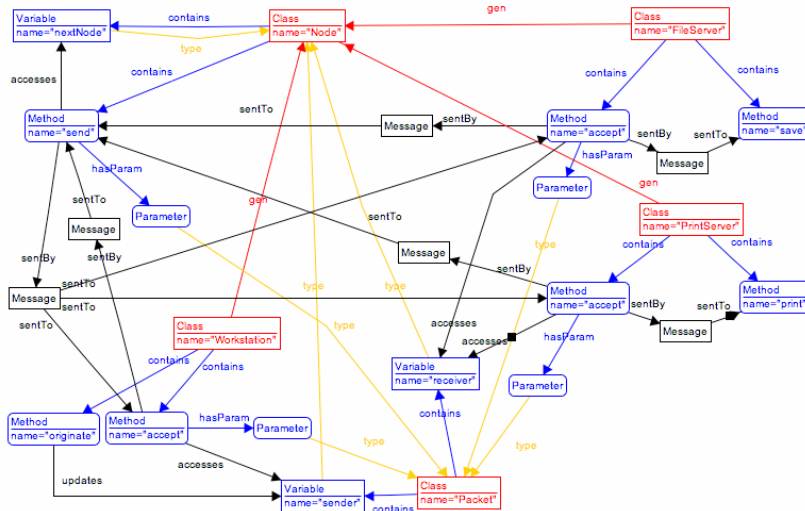 Variable
name="nextNode"
contains
Class
name="Node"
gen
Class
name="FileServer"
type
accesses
contains
contains
contains
sentTo
Message
sentBy
Method
name="send"
Method
name="accept"
sentBy
sentTo
Method
name="save"
Message
hasParam
hasParam
Parameter
Parameter
gen
gen
sentTo
sentTo
Message
Class
name="PrintServer"
sentBy
sentBy
Message
type
contains
contains
sentTo
sentBy
Message
sentTo
sentTo
type
Method
name="accept"
sentBy
sentTo
Method
name="print"
Message
type
Class
name="Workstation"
accesses
accesses
hasParam
contains
contains
Variable
name="receiver"
Parameter
contains
Method
name="originate"
Method
name="accept"
hasParam
Parameter
type
type
accesses
updates
Variable
name="sender"
contains
Class
name="Packet"